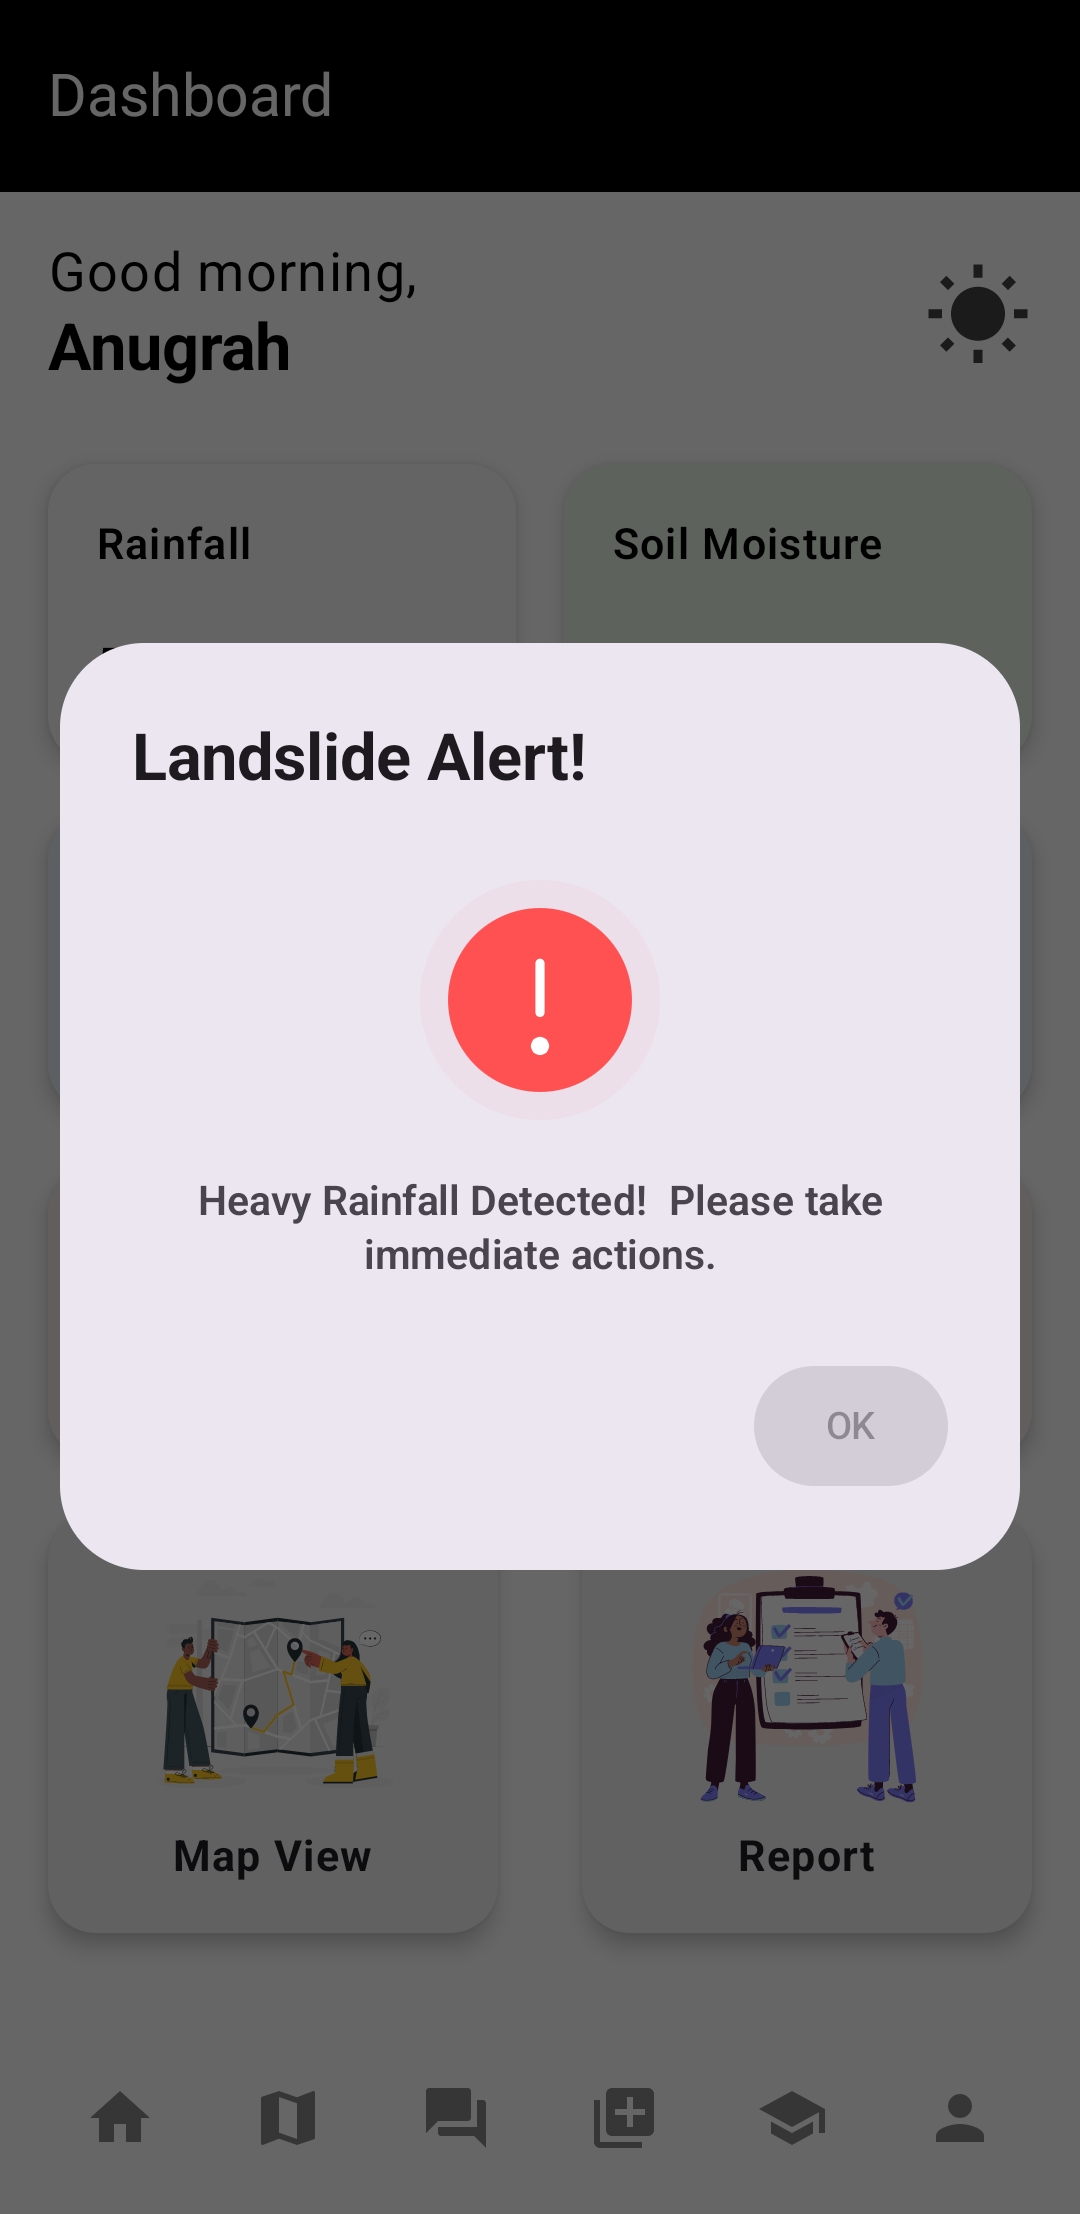 Dashboard
Good morning,
Anugrah
Rainfall
Soil Moisture
Landslide Alert!
Heavy Rainfall Detected!  Please take
immediate actions.
OK
Map View
Report